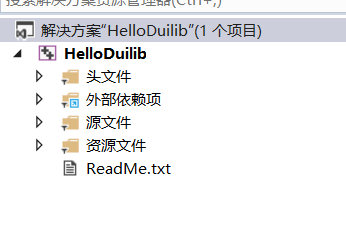 搜索解决方案资源管理器(Ctrl+;)
解决方案"HelloDuilib"(1 个项目)
HelloDuilib
头文件
外部依赖项
源文件
资源文件
ReadMe.txt